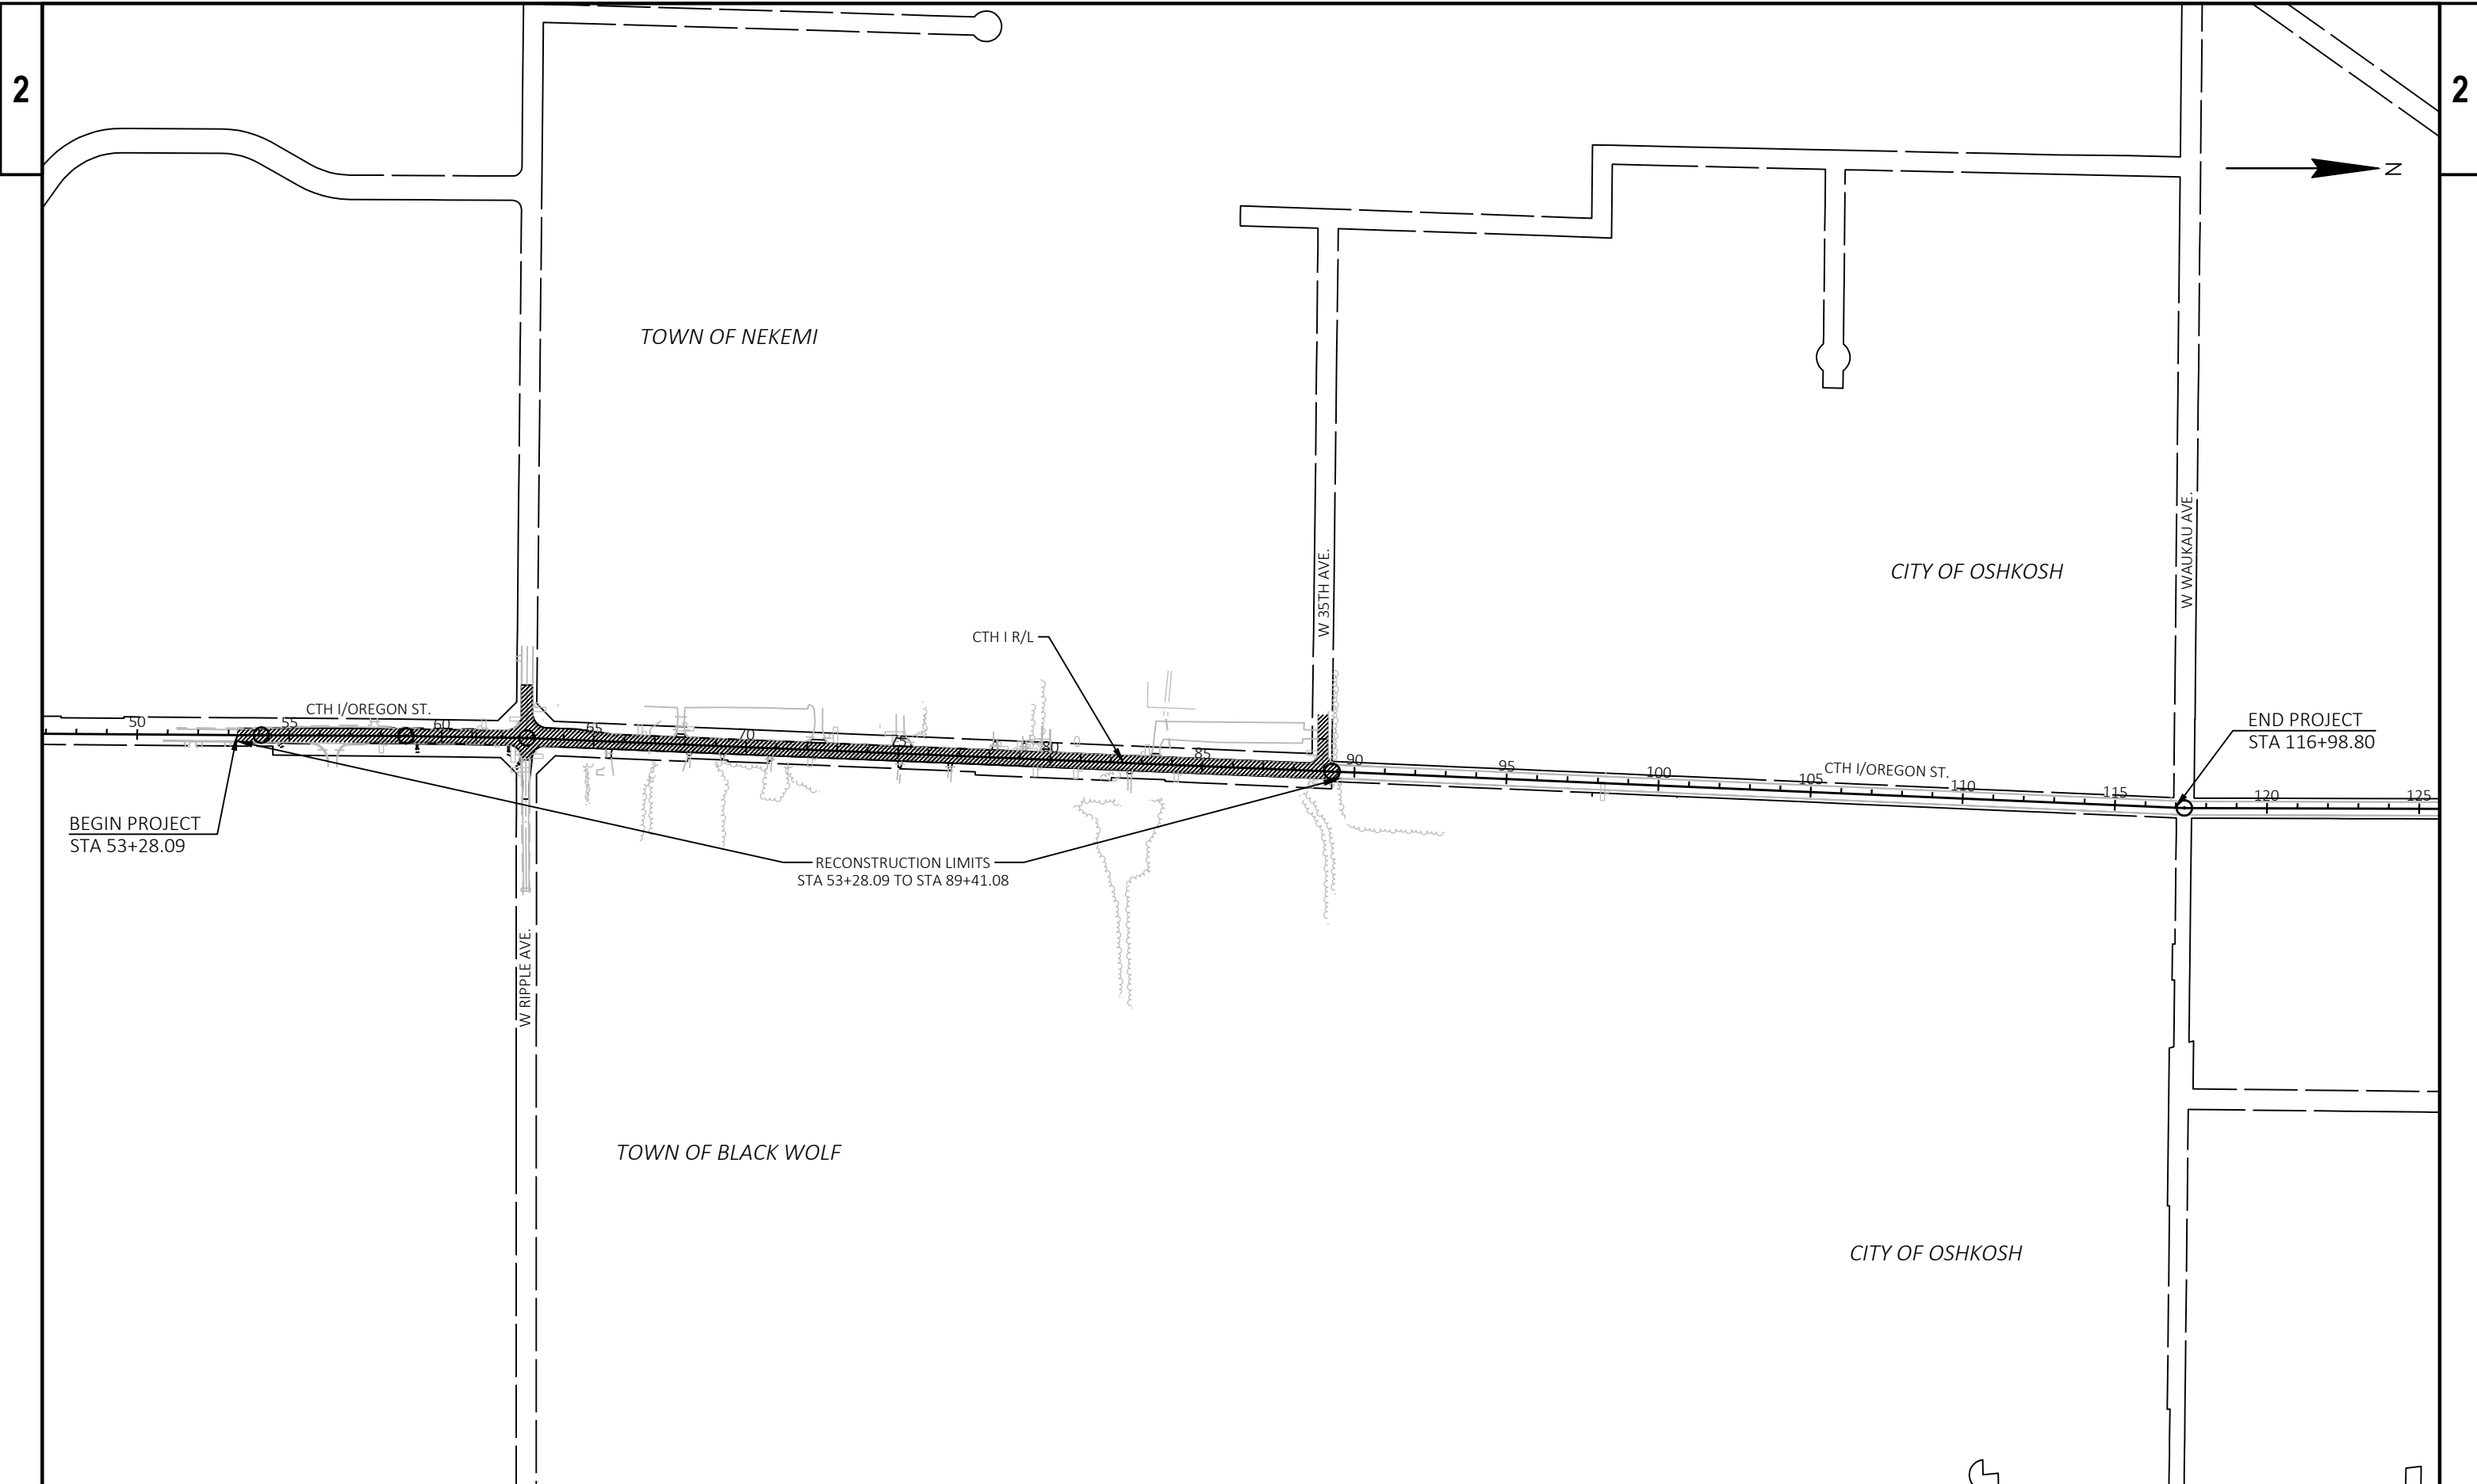 2
2
N
TOWN OF NEKEMI
CITY OF OSHKOSH
W WAUKAU AVE.
W 35TH AVE.
CTH I R/L
CTH I/OREGON ST.
50
55
60
65
70
75
80
85
90
95
100
105
CTH I/OREGON ST.
110
115
120
125
END PROJECT
STA 116+98.80
BEGIN PROJECT
STA 53+28.09
RECONSTRUCTION LIMITS
STA 53+28.09 TO STA 89+41.08
W RIPPLE AVE.
TOWN OF BLACK WOLF
CITY OF OSHKOSH